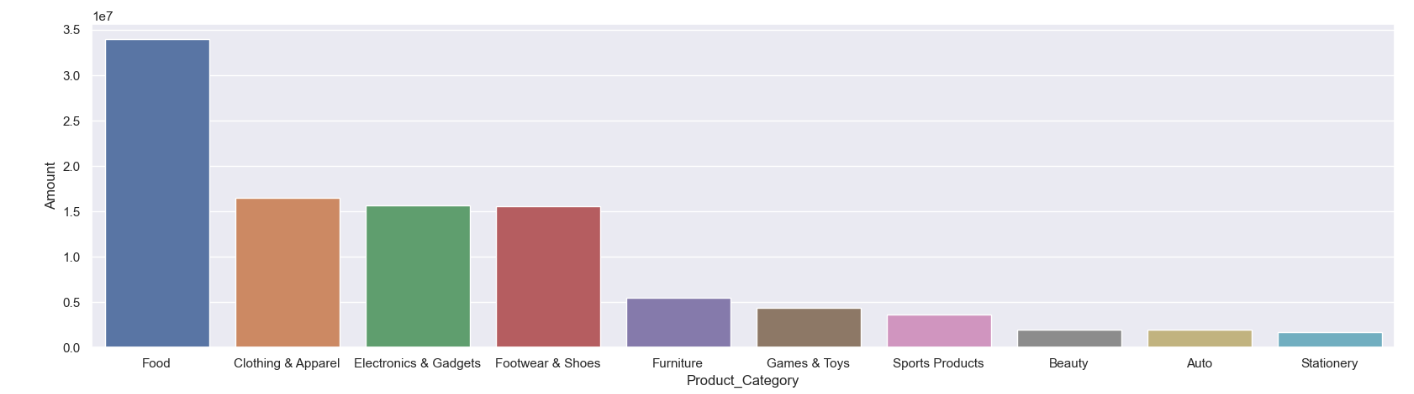 1e7
3.5
3.0
2.5
2.0
1.5
1.0
0.5
0.0
Amount
Food Clothing & Apparel Electronics & Gadgets Footwear & Shoes Furniture Games & Toys Sports Products Beauty Auto Stationery
Product_Category